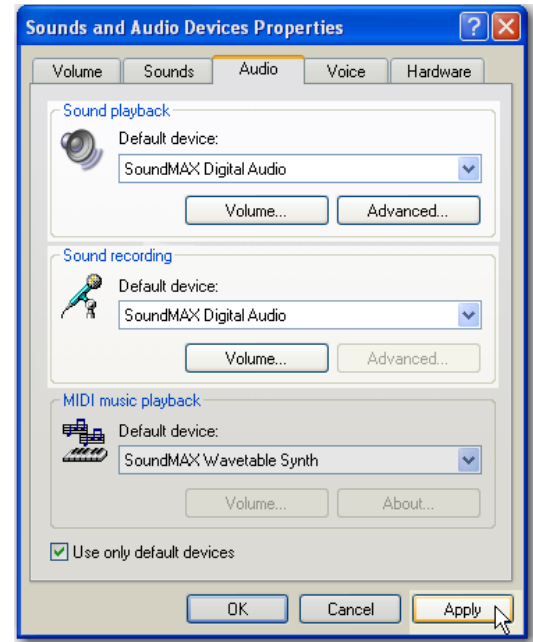 Sounds and Audio Devices Properties
Volume Sounds Audio Voice Hardware
Sound playback
Default device:
SoundMAX Digital Audio
Volume... Advanced...
Sound recording
Default device:
SoundMAX Digital Audio
Volume... Advanced...
MIDI music playback
Default device:
SoundMAX Wavetable Synth
Volume... About...
Use only default devices
OK Cancel Apply